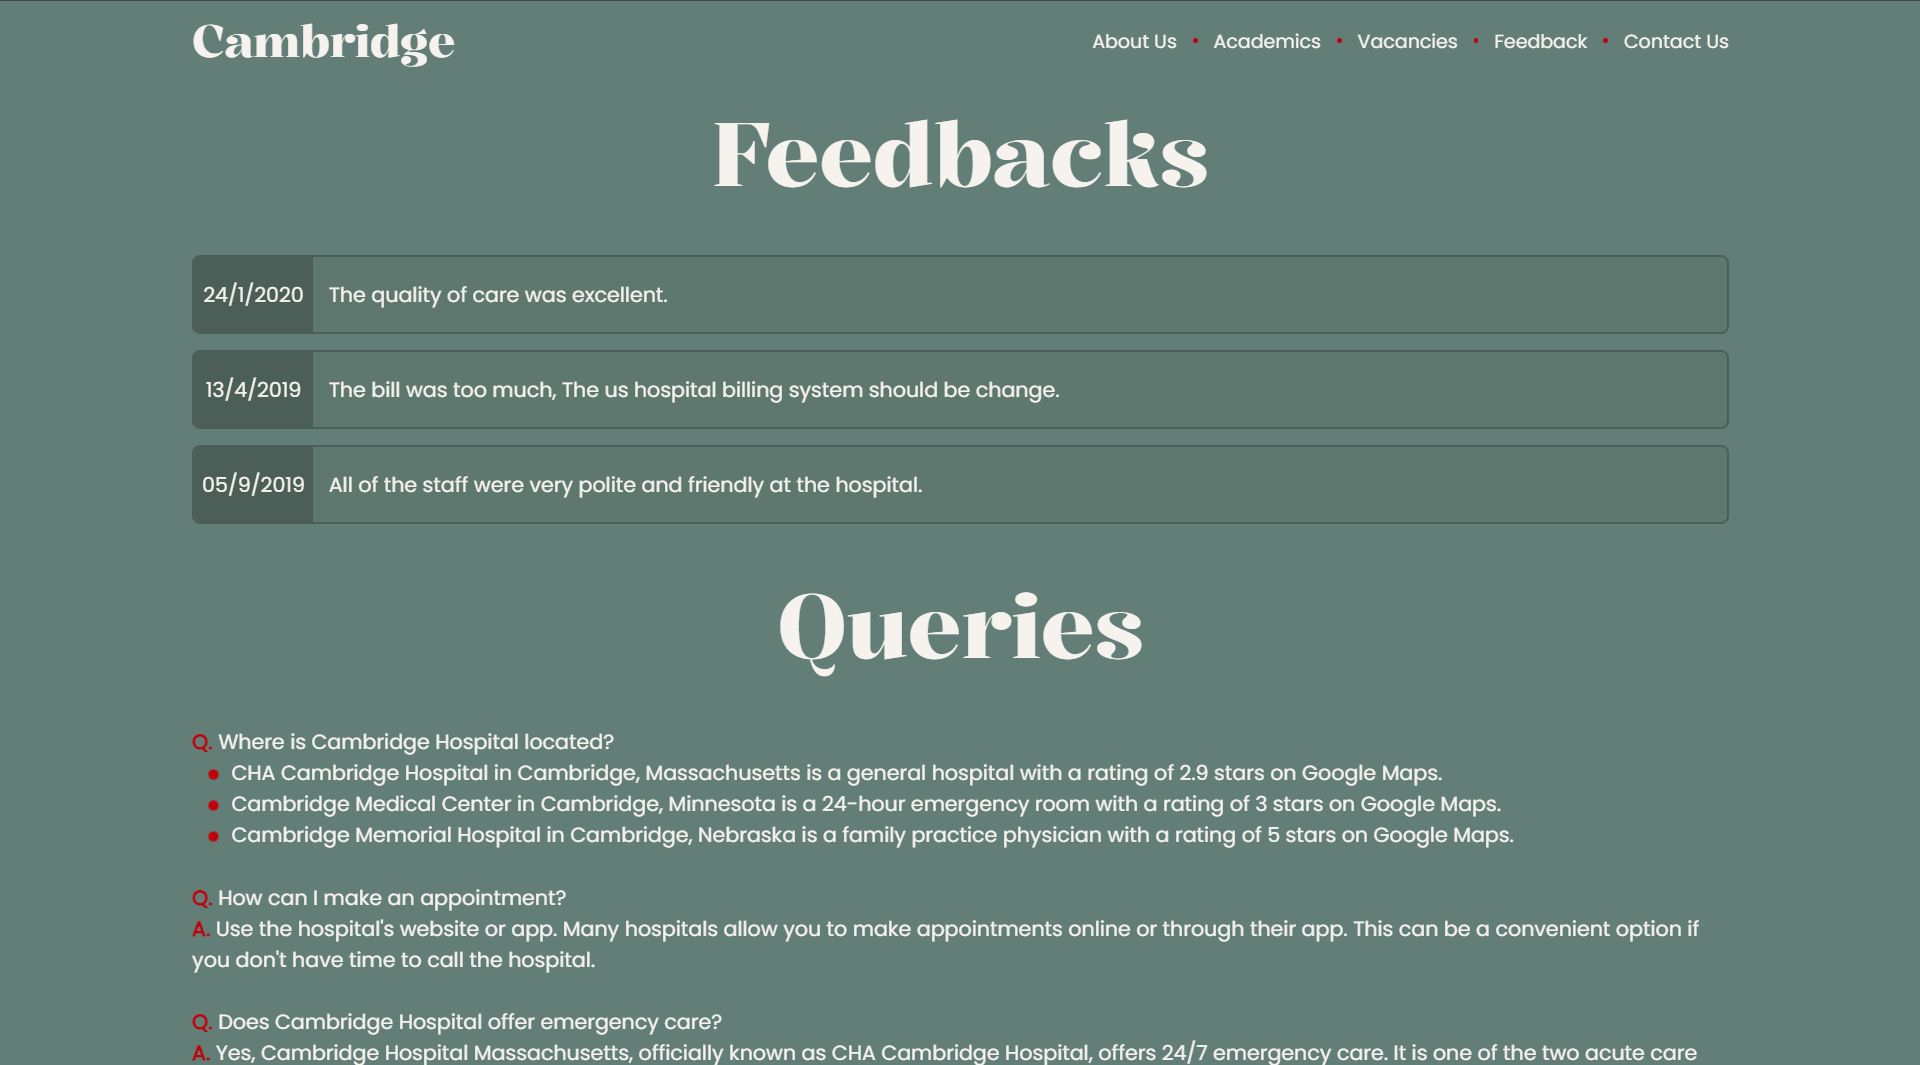 Cambridge
About Us • Academics • Vacancies • Feedback • Contact Us
Feedbacks
24/1/2020 The quality of care was excellent.
13/4/2019 The bill was too much, The us hospital billing system should be change.
05/9/2019 All of the staff were very polite and friendly at the hospital.
Queries
Q. Where is Cambridge Hospital located?
• CHA Cambridge Hospital in Cambridge, Massachusetts is a general hospital with a rating of 2.9 stars on Google Maps.
• Cambridge Medical Center in Cambridge, Minnesota is a 24-hour emergency room with a rating of 3 stars on Google Maps.
• Cambridge Memorial Hospital in Cambridge, Nebraska is a family practice physician with a rating of 5 stars on Google Maps.
Q. How can I make an appointment?
A. Use the hospital's website or app. Many hospitals allow you to make appointments online or through their app. This can be a convenient option if
you don't have time to call the hospital.
Q. Does Cambridge Hospital offer emergency care?
A. Yes, Cambridge Hospital Massachusetts, officially known as CHA Cambridge Hospital, offers 24/7 emergency care. It is one of the two acute care